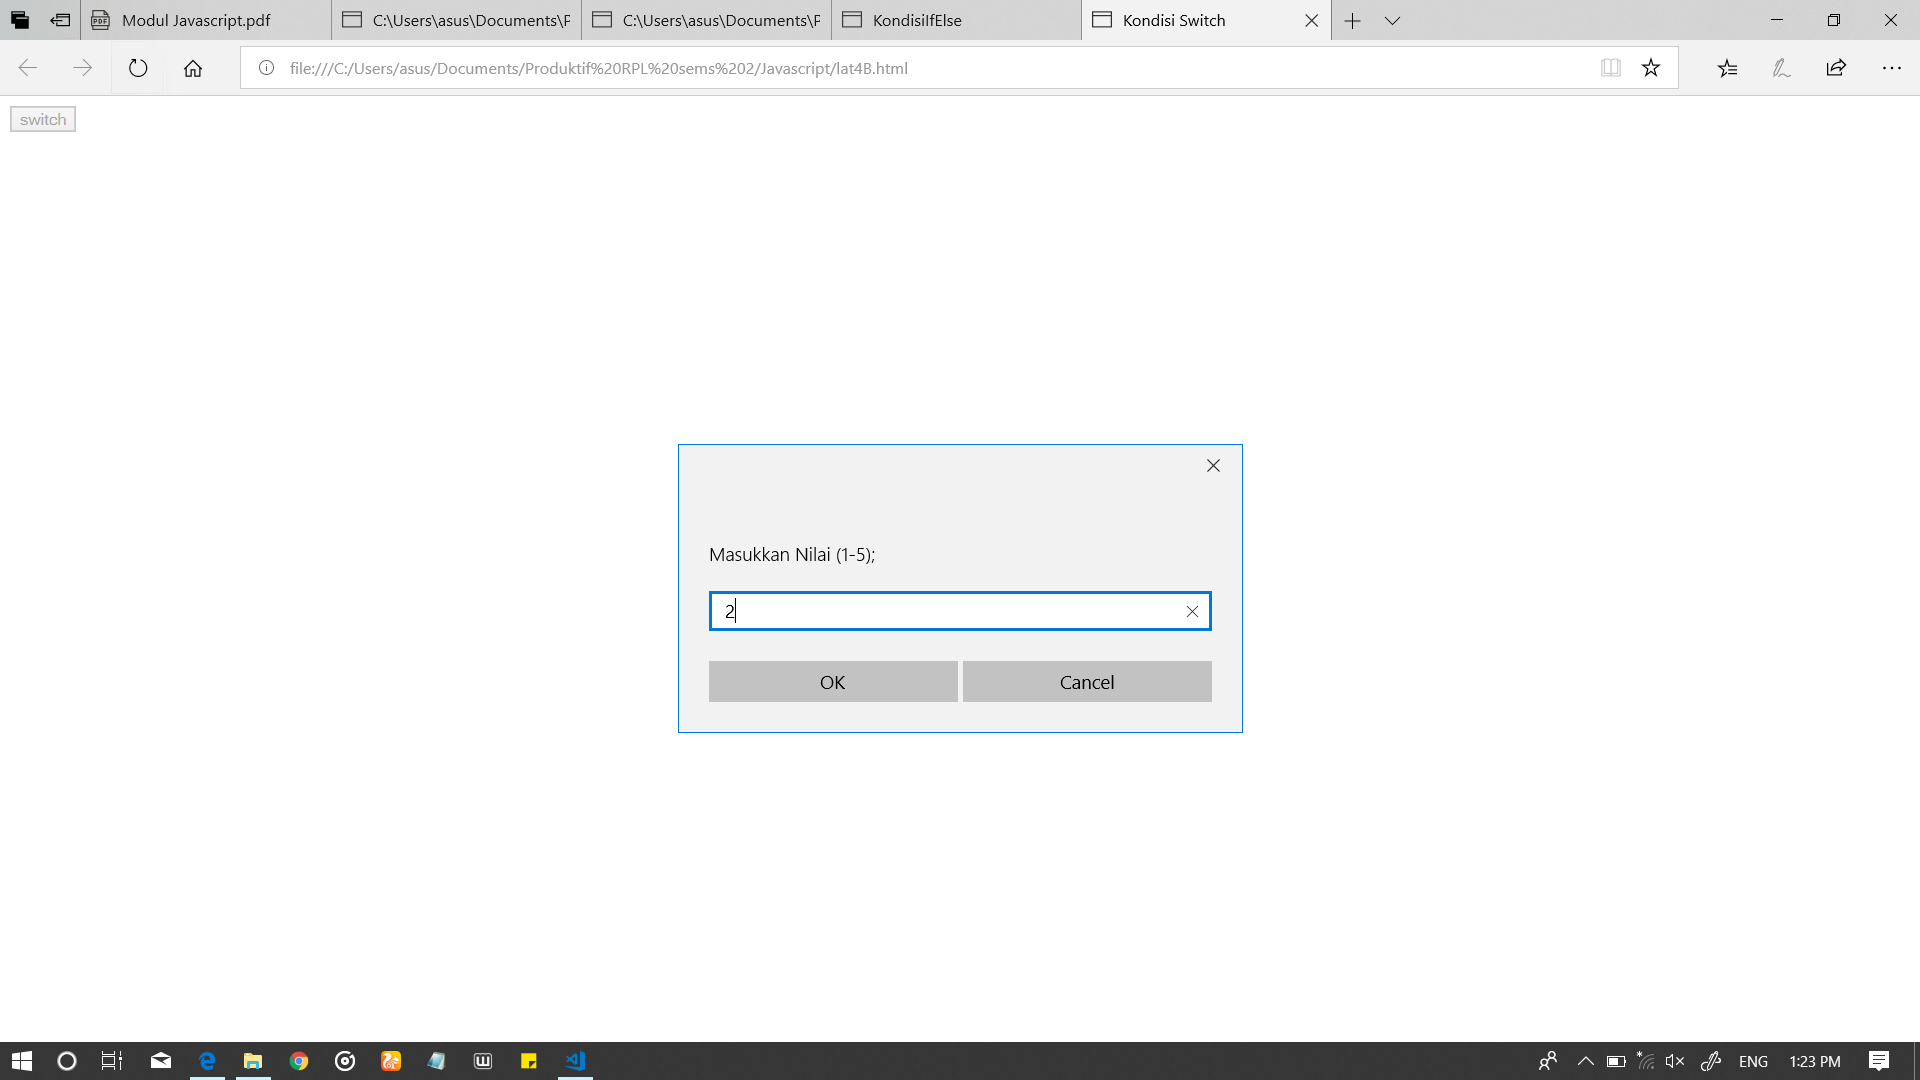 Modul Javascript.pdf
C:\Users\asus\Documents\F
C:\Users\asus\Documents\F
KondisiIfElse
Kondisi Switch
file:///C:/Users/asus/Documents/Produktif%20RPL%20sems%202/Javascript/lat4B.html
switch
Masukkan Nilai (1-5);
2
OK
Cancel
ENG
1:23 PM